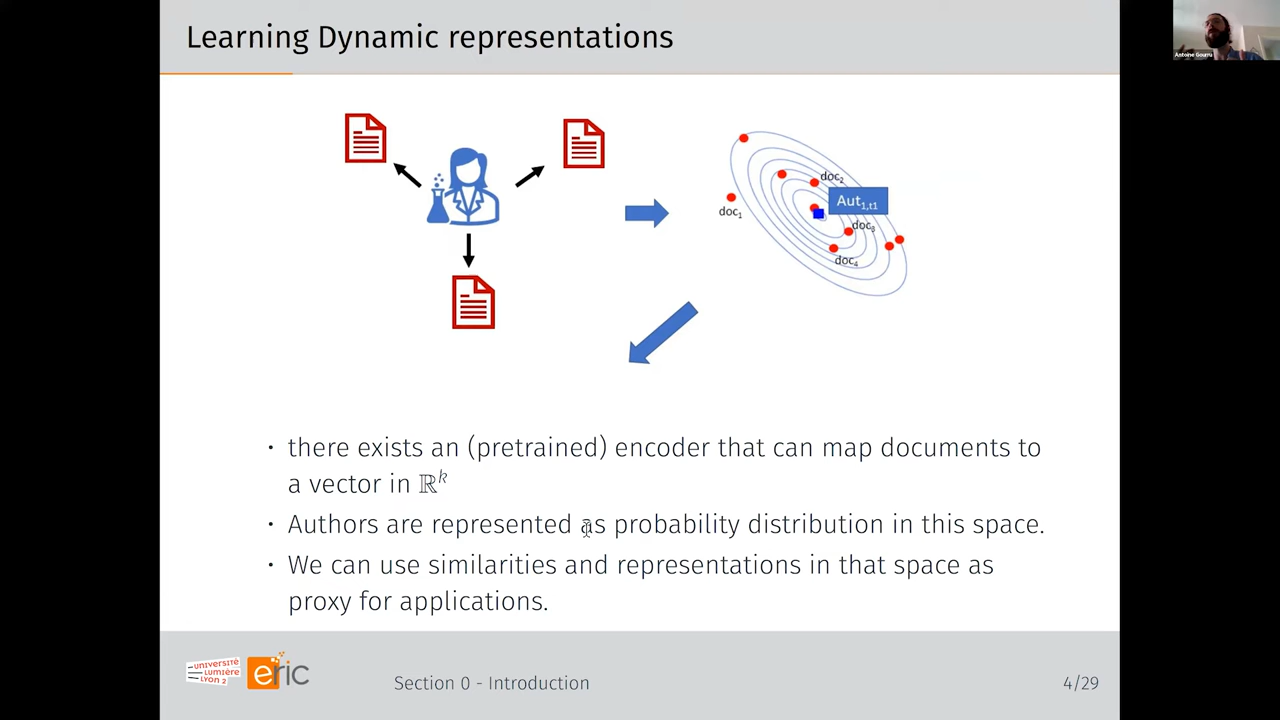 Learning Dynamic representations
Antoine Gourru
doc2
Aut1,t1
doc1
doc3
doc4
• there exists an (pretrained) encoder that can map documents to
a vector in ℝᵏ
• Authors are represented as probability distribution in this space.
• We can use similarities and representations in that space as
proxy for applications.
UNIVERSITÉ
LUMIÈRE
LYON 2
eric
Section 0 - Introduction
4/29